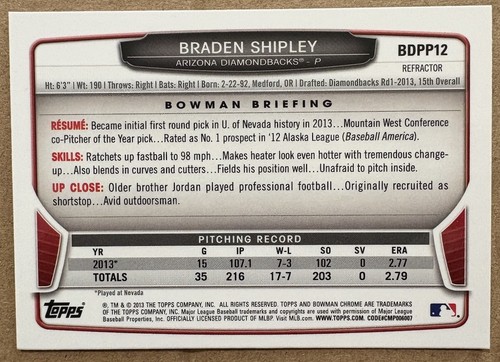 BRADEN SHIPLEY
ARIZONA DIAMONDBACKS® - P
BDPP12
REFRACTOR
Ht: 6'3" | Wt: 190 | Throws: Right | Bats: Right | Born: 2-22-92, Medford, OR | Drafted: Diamondbacks Rd1-2013, 15th Overall
BOWMAN BRIEFING
RÉSUMÉ: Became initial first round pick in U. of Nevada history in 2013...Mountain West Conference
co-Pitcher of the Year pick...Rated as No. 1 prospect in '12 Alaska League (Baseball America).
SKILLS: Ratchets up fastball to 98 mph...Makes heater look even hotter with tremendous change-
up...Also blends in curves and cutters...Fields his position well...Unafraid to pitch inside.
UP CLOSE: Older brother Jordan played professional football...Originally recruited as
shortstop...Avid outdoorsman.
PITCHING RECORD
YR G IP W-L SO SV ERA
2013* 15 107.1 7-3 102 0 2.77
TOTALS 35 216 17-7 203 0 2.79
*Played at Nevada
Topps
®, TM & © 2013 THE TOPPS COMPANY, INC. ALL RIGHTS RESERVED. TOPPS AND BOWMAN CHROME ARE TRADEMARKS
OF THE TOPPS COMPANY, INC. Major League Baseball trademarks and copyrights are used with permission of Major League
Baseball Properties, Inc. OFFICIALLY LICENSED PRODUCT OF MLBP. Visit MLB.com. WWW.TOPPS.COM. CODE#CMP006007